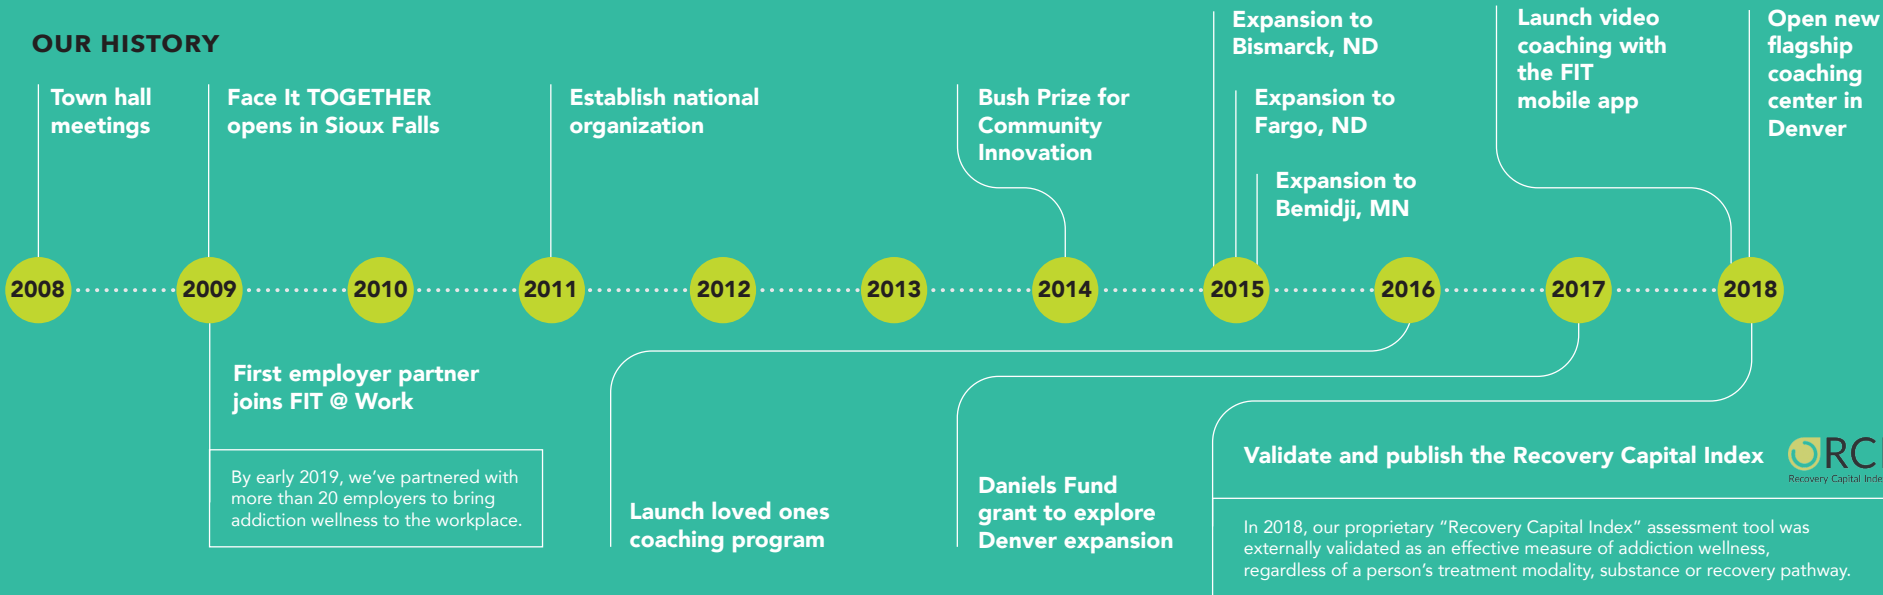 OUR HISTORY
Town hall
meetings
Face It TOGETHER
opens in Sioux Falls
Establish national
organization
Bush Prize for
Community
Innovation
Expansion to
Bismarck, ND
Expansion to
Fargo, ND
Expansion to
Bemidji, MN
Launch video
coaching with
the FIT
mobile app
Open new
flagship
coaching
center in
Denver
2008
2009
2010
2011
2012
2013
2014
2015
2016
2017
2018
First employer partner
joins FIT @ Work
By early 2019, we’ve partnered with
more than 20 employers to bring
addiction wellness to the workplace.
Launch loved ones
coaching program
Daniels Fund
grant to explore
Denver expansion
Validate and publish the Recovery Capital Index
RCI
Recovery Capital Inde
In 2018, our proprietary “Recovery Capital Index” assessment tool was
externally validated as an effective measure of addiction wellness,
regardless of a person’s treatment modality, substance or recovery pathway.